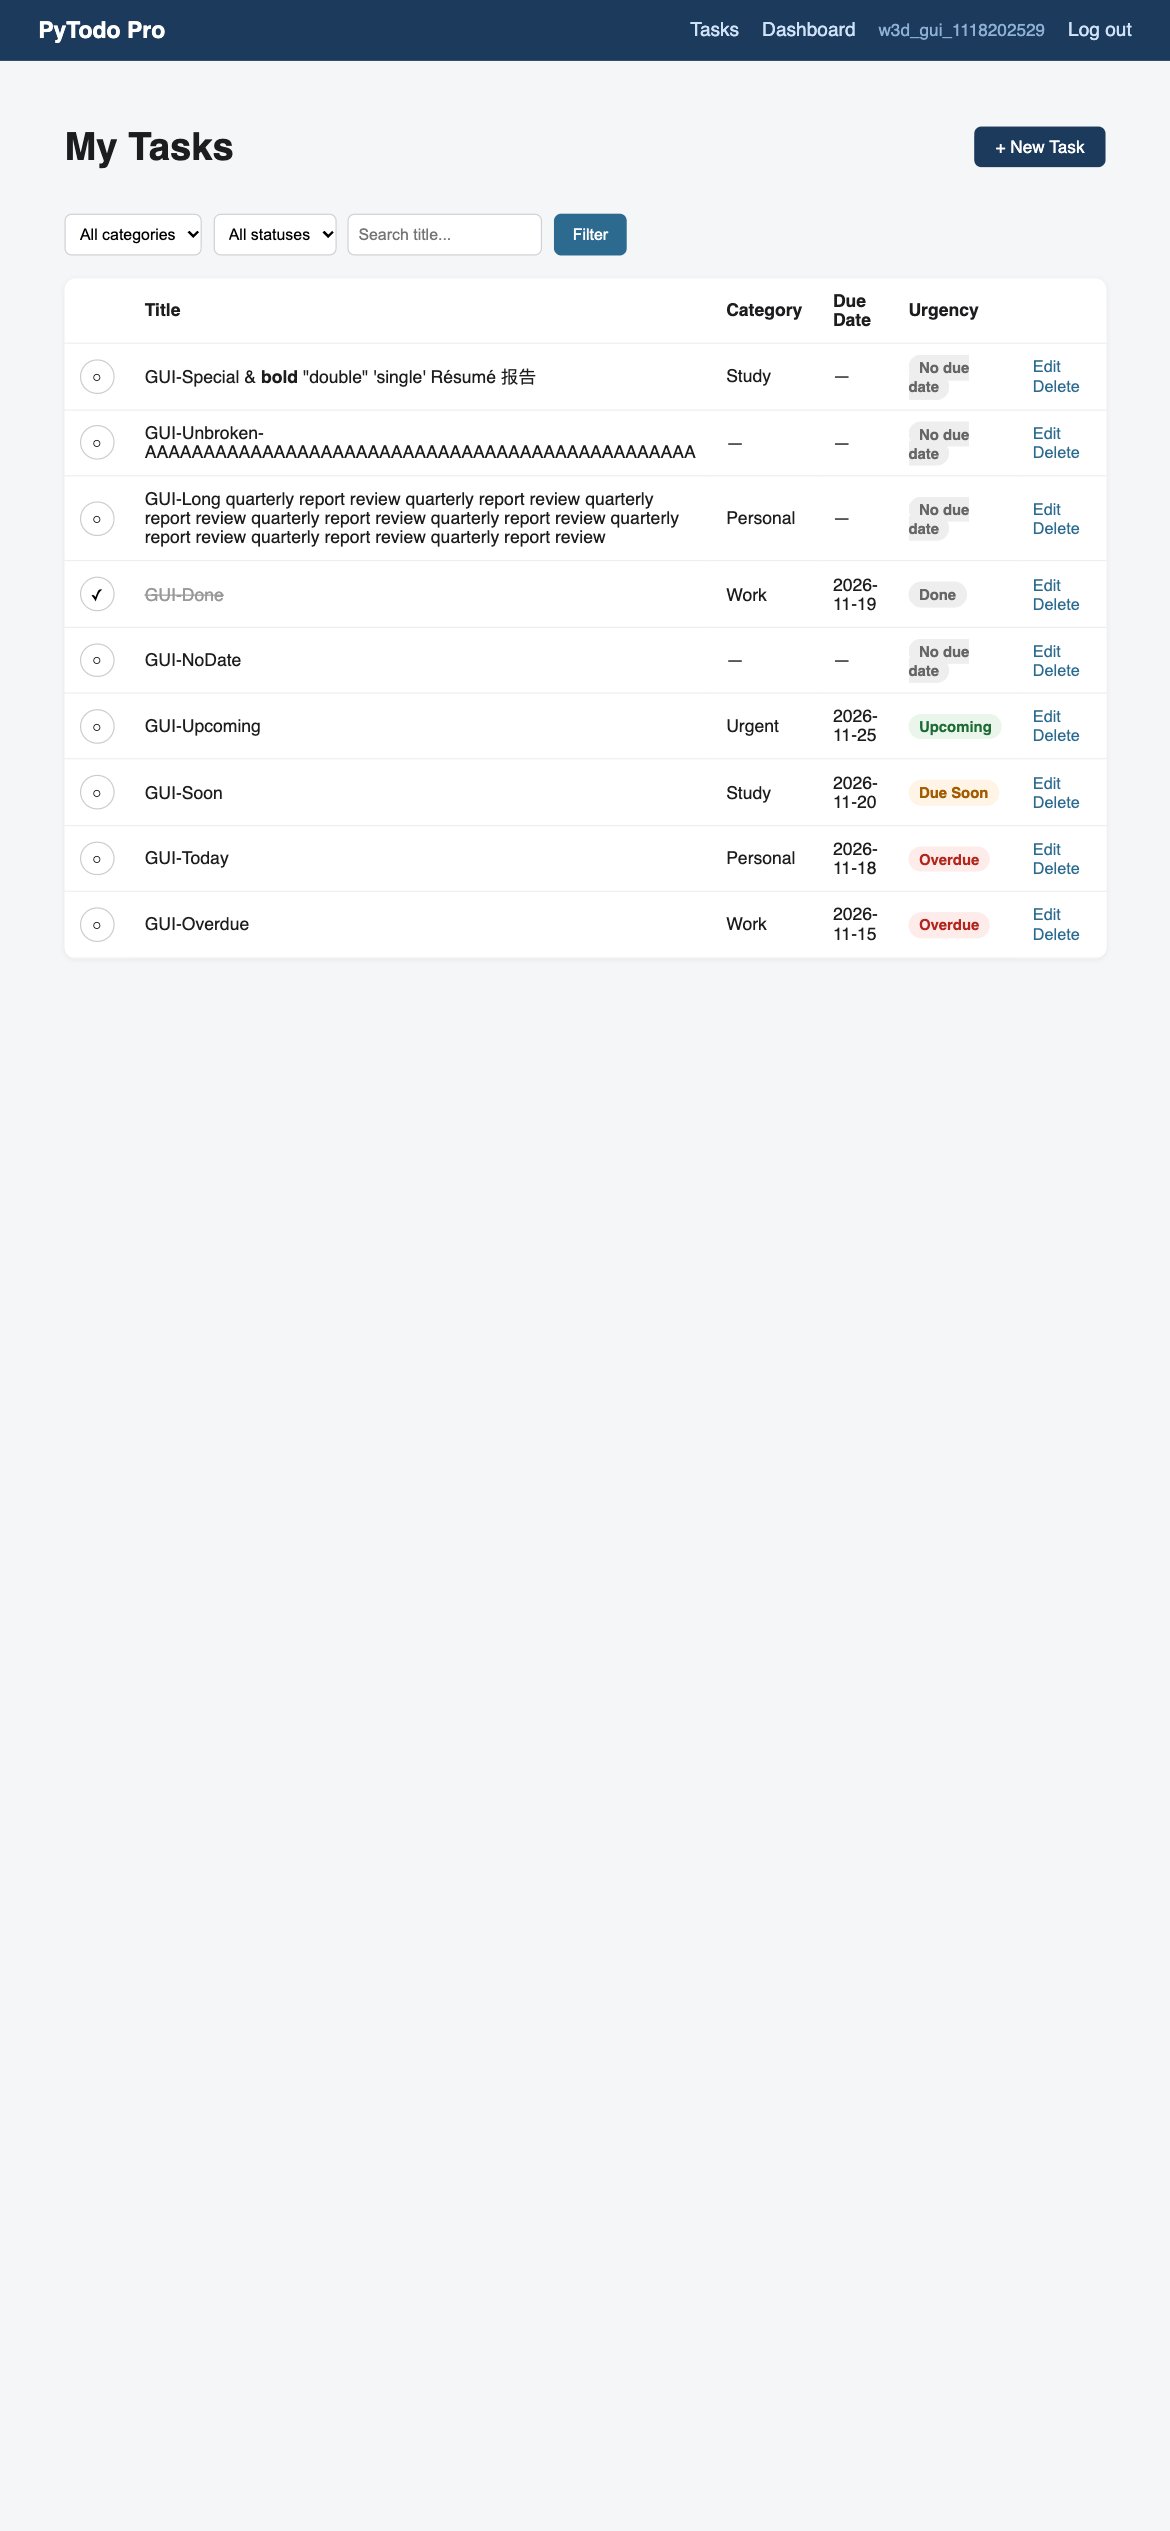 PyTodo Pro
Tasks Dashboard w3d_gui_1118202529 Log out
My Tasks
+ New Task
All categories All statuses Search title... Filter
Title Category Due Date Urgency
GUI-Special & bold "double" 'single' Résumé 报告 Study — No due date Edit Delete
GUI-Unbroken-
— — No due date Edit Delete
GUI-Long quarterly report review quarterly report review quarterly
report review quarterly report review quarterly report review quarterly
report review quarterly report review quarterly report review
Personal — No due date Edit Delete
✓ GUI-Done Work 2026-11-19 Done Edit Delete
GUI-NoDate — — No due date Edit Delete
GUI-Upcoming Urgent 2026-11-25 Upcoming Edit Delete
GUI-Soon Study 2026-11-20 Due Soon Edit Delete
GUI-Today Personal 2026-11-18 Overdue Edit Delete
GUI-Overdue Work 2026-11-15 Overdue Edit Delete